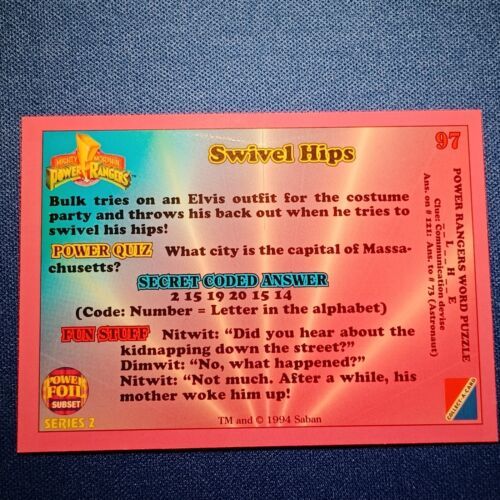 MIGHTY MORPHIN
POWER RANGERS
Swivel Hips
97
Bulk tries on an Elvis outfit for the costume
party and throws his back out when he tries to
swivel his hips!
POWER QUIZ What city is the capital of Massa-
chusetts?
SECRET CODED ANSWER
2 15 19 20 15 14
(Code: Number = Letter in the alphabet)
FUN STUFF Nitwit: “Did you hear about the
kidnapping down the street?”
Dimwit: “No, what happened?”
Nitwit: “Not much. After a while, his
mother woke him up!
POWER
FOIL
SUBSET
SERIES 2
TM and © 1994 Saban
POWER RANGERS WORD PUZZLE
_ _ L _ _ H _ _ E
Clue: Communication devise
Ans. on # 121: Ans. to # 73 (Astronaut)
COLLECT-A-CARD